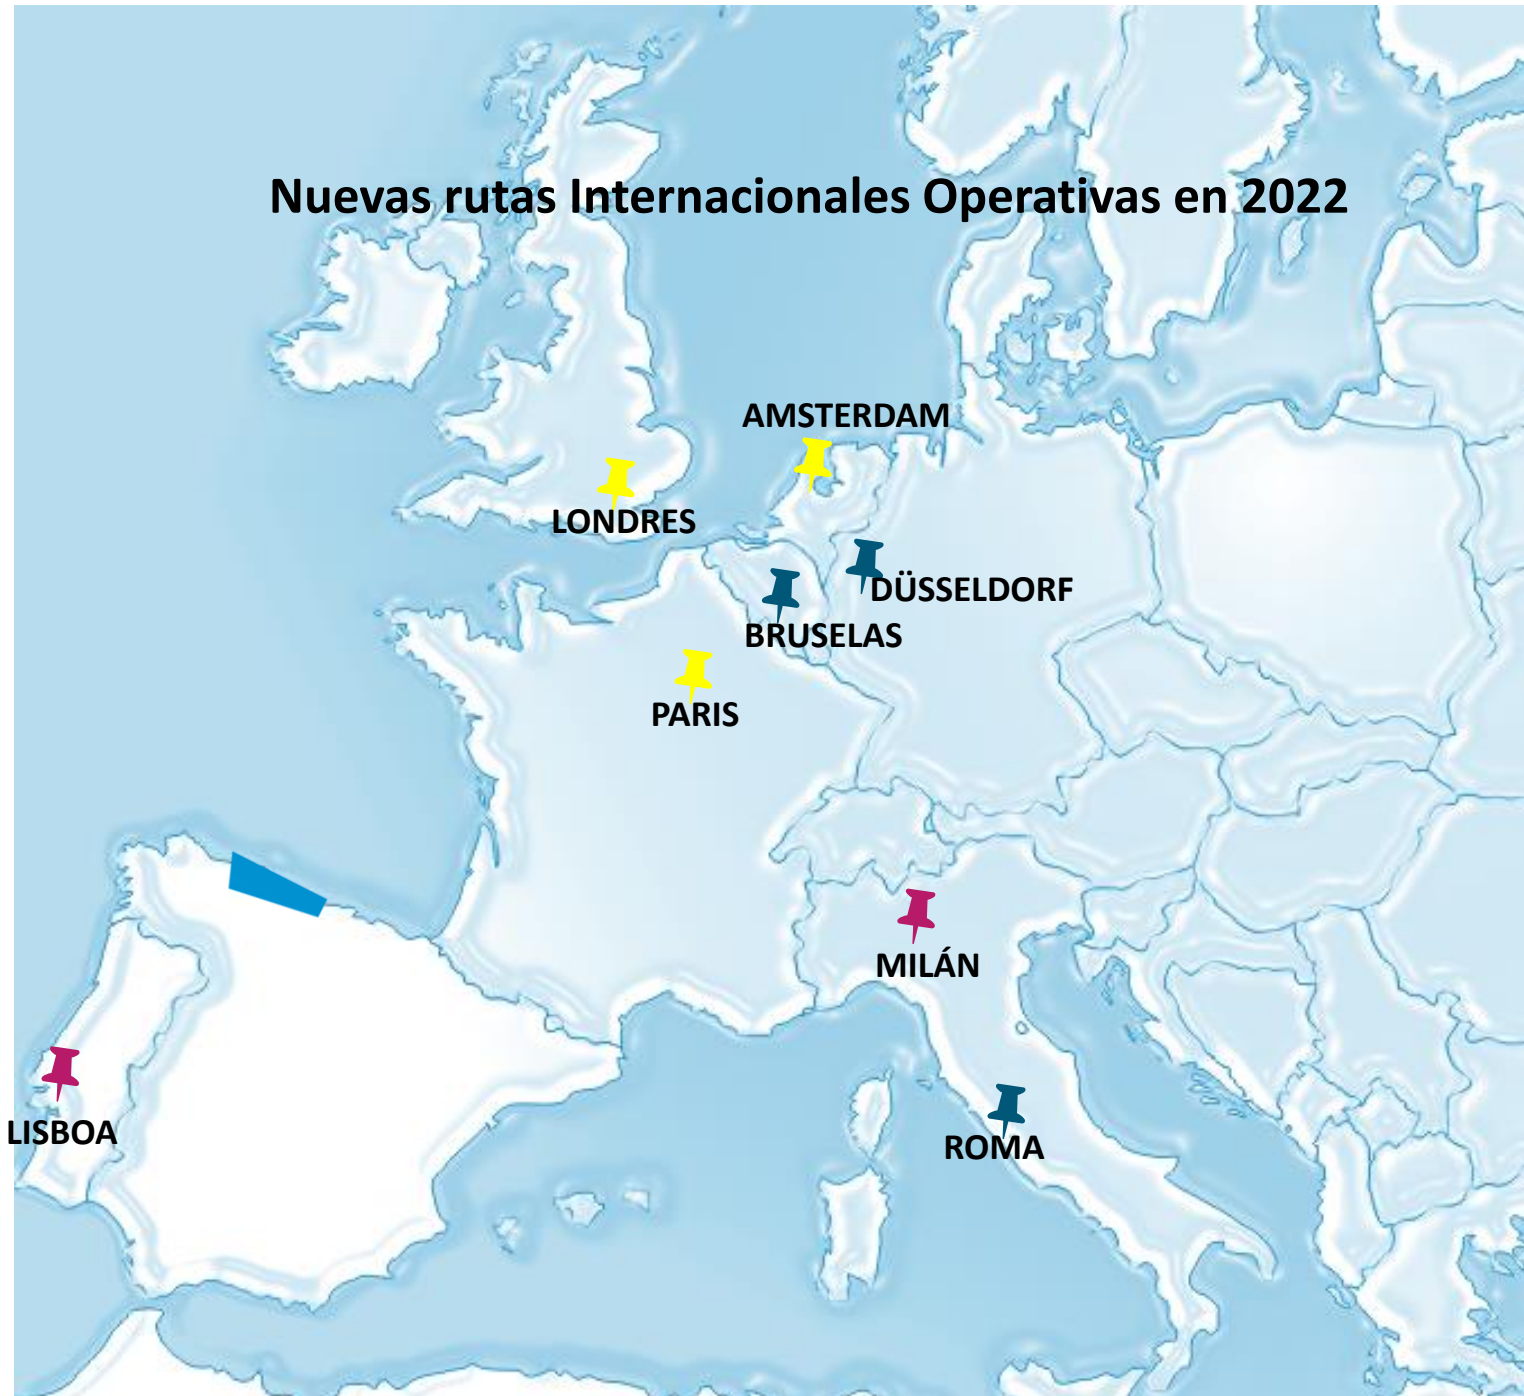 Nuevas rutas Internacionales Operativas en 2022
AMSTERDAM
LONDRES
DÜSSELDORF
BRUSELAS
PARIS
MILÁN
LISBOA
ROMA